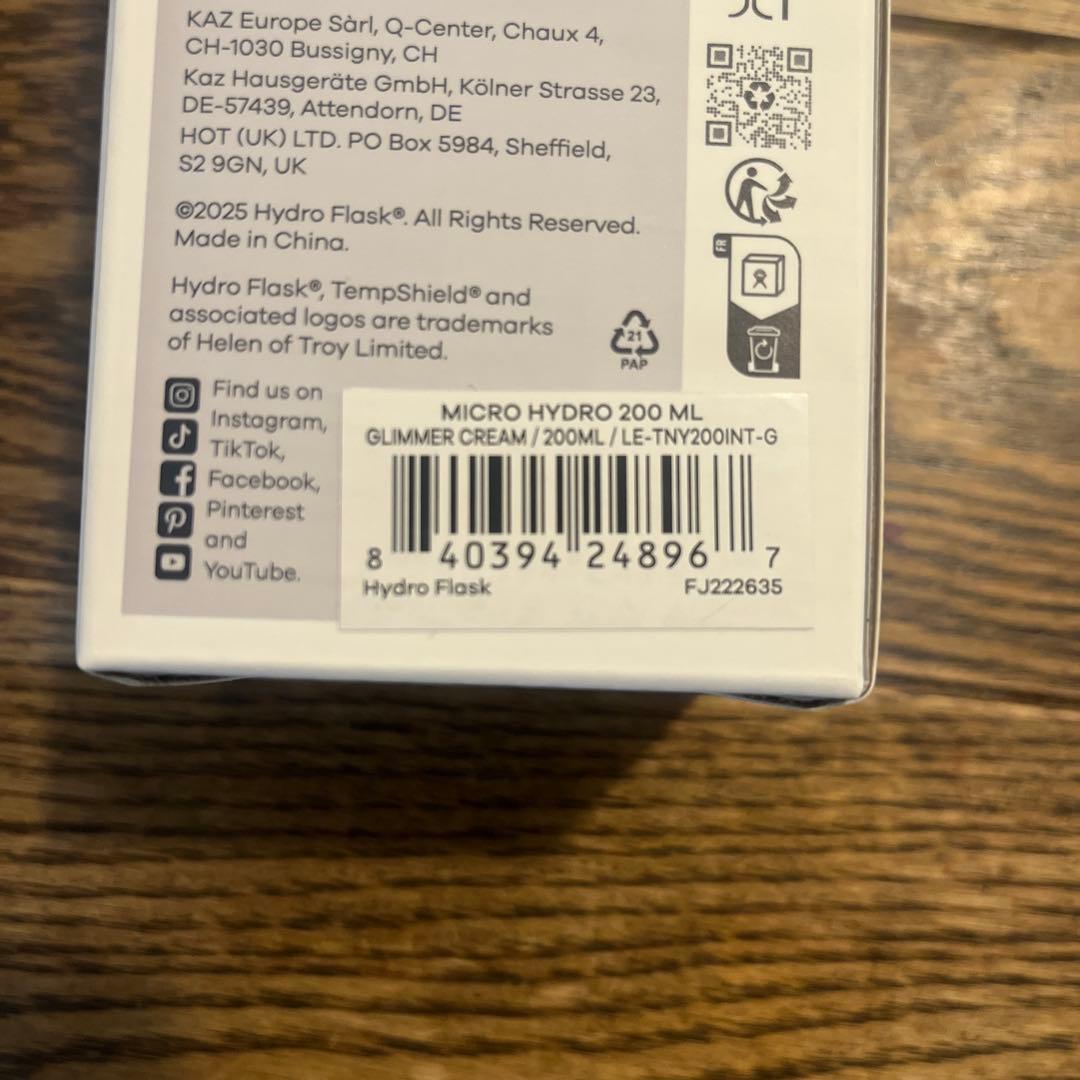 KAZ Europe Sàrl, Q-Center, Chaux 4,
CH-1030 Bussigny, CH
Kaz Hausgeräte GmbH, Kölner Strasse 23,
DE-57439, Attendorn, DE
HOT (UK) LTD. PO Box 5984, Sheffield,
S2 9GN, UK
©2025 Hydro Flask®. All Rights Reserved.
Made in China.
Hydro Flask®, TempShield® and
associated logos are trademarks
of Helen of Troy Limited.
21
PAP
FR
Find us on
Instagram,
TikTok,
Facebook,
Pinterest
and
YouTube.
MICRO HYDRO 200 ML
GLIMMER CREAM / 200ML / LE-TNY200INT-G
8 40394 24896 7
Hydro Flask FJ222635